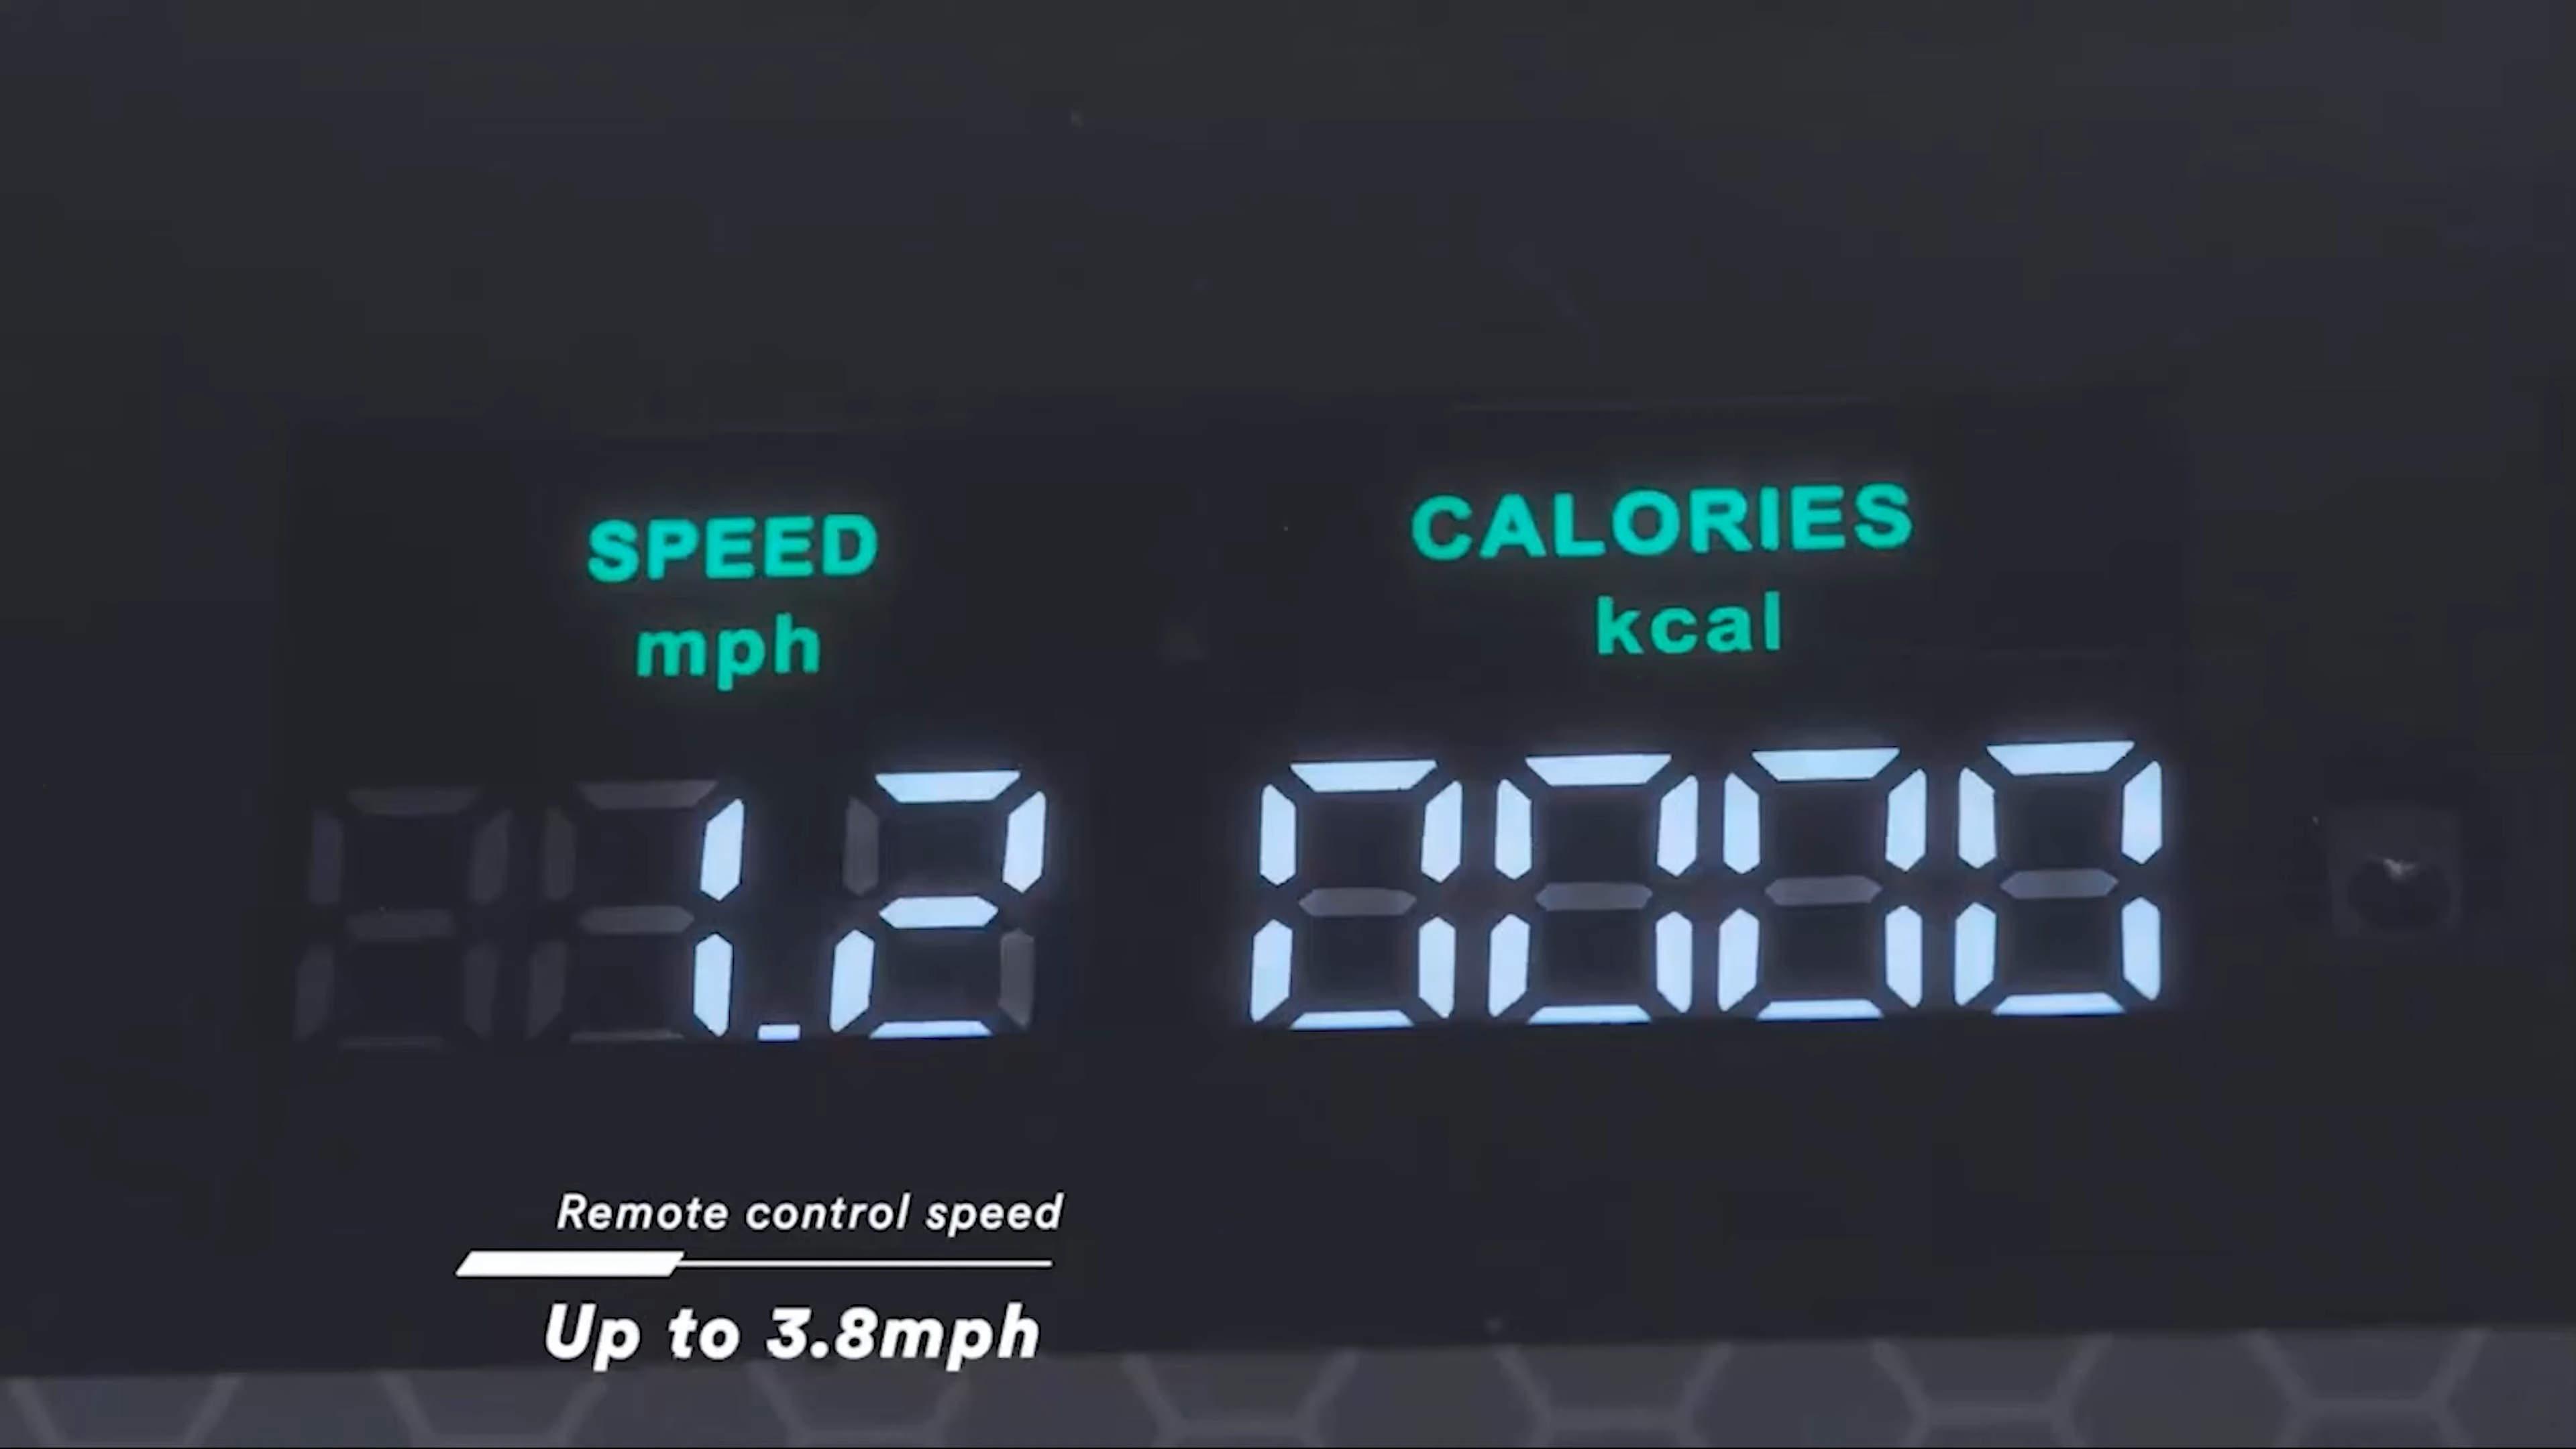 SPEED
mph
1.2
CALORIES
kcal
0000
Remote control speed
Up to 3.8mph